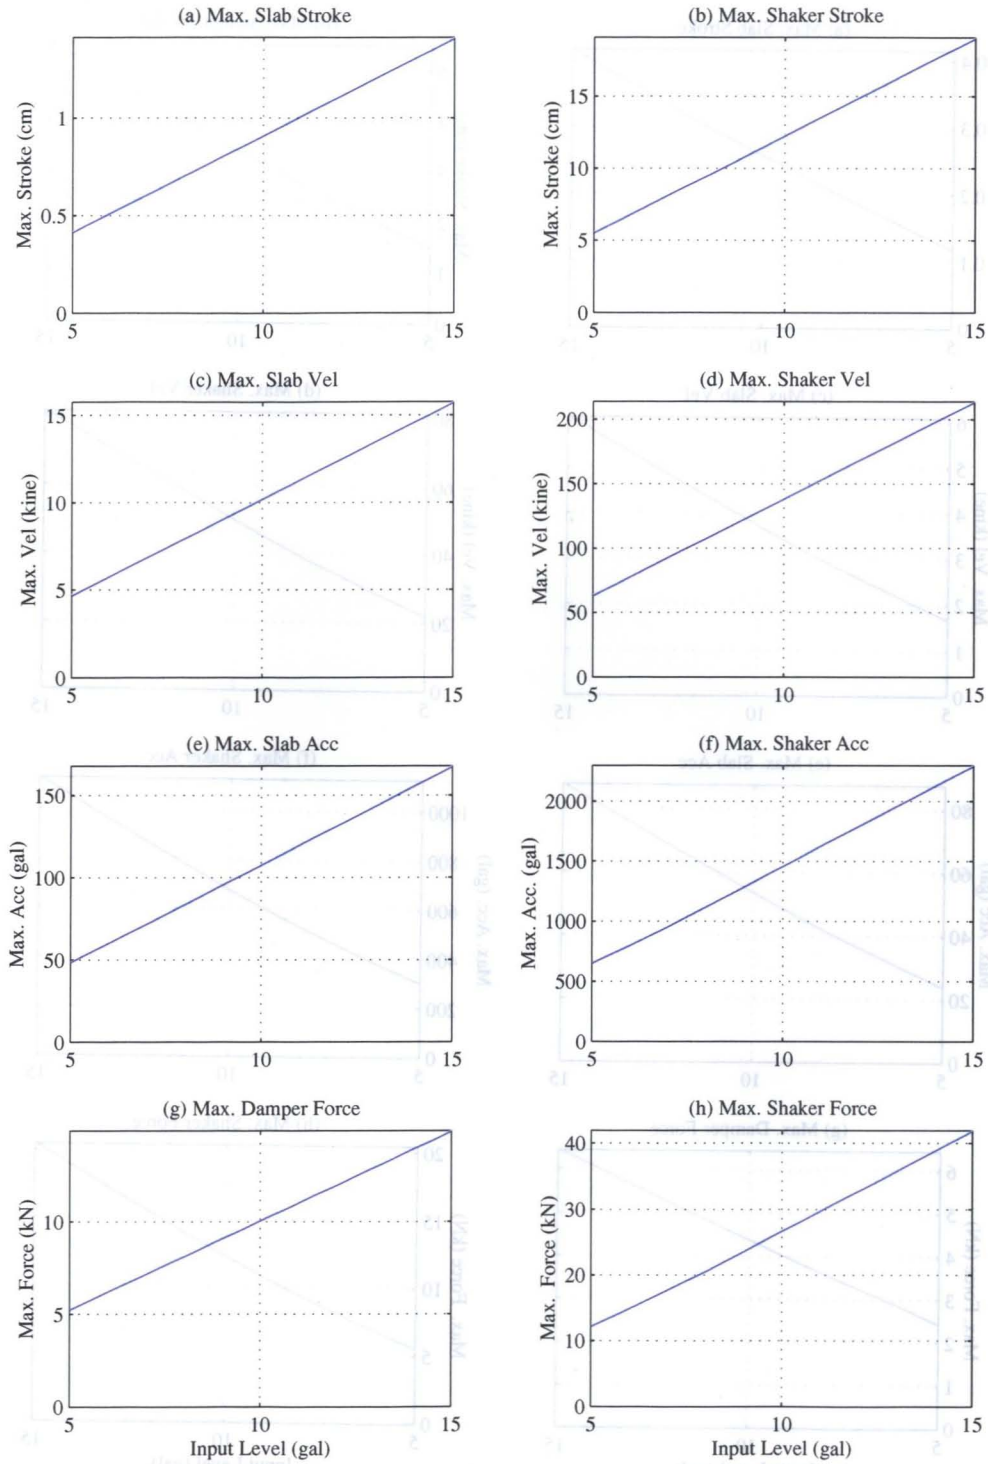 (a) Max. Slab Stroke
Max. Stroke (cm)
1
0.5
0
5 10 15
(b) Max. Shaker Stroke
Max. Stroke (cm)
15
10
5
0
5 10 15
(c) Max. Slab Vel
Max. Vel (kine)
15
10
5
0
5 10 15
(d) Max. Shaker Vel
Max. Vel (kine)
200
150
100
50
0
5 10 15
(e) Max. Slab Acc
Max. Acc (gal)
150
100
50
0
5 10 15
(f) Max. Shaker Acc
Max. Acc. (gal)
2000
1500
1000
500
0
5 10 15
(g) Max. Damper Force
Max. Force (kN)
10
5
0
5 10 15
Input Level (gal)
(h) Max. Shaker Force
Max. Force (kN)
40
30
20
10
0
5 10 15
Input Level (gal)